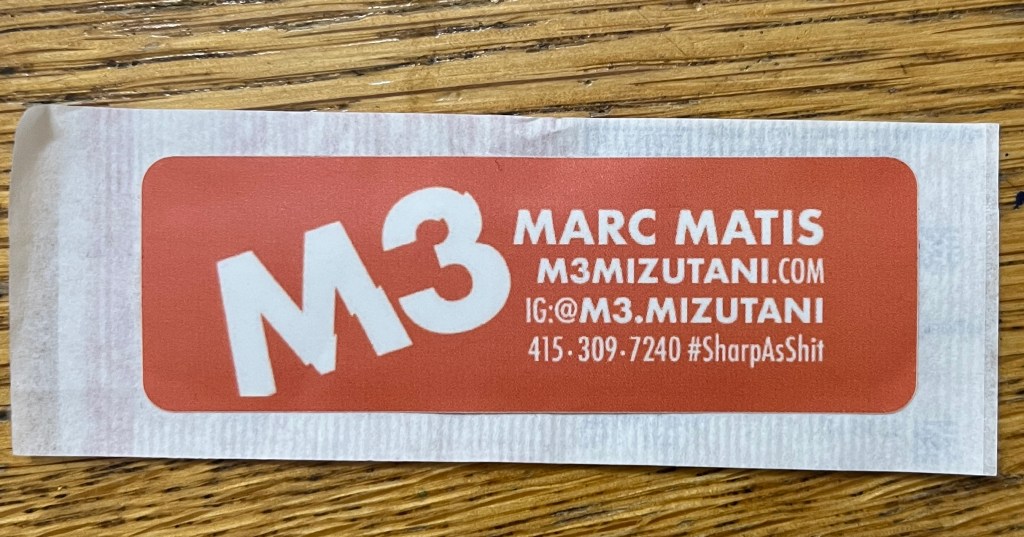 M3
MARC MATIS
M3MIZUTANI.COM
IG:@M3.MIZUTANI
415·309·7240 #SharpAsShit